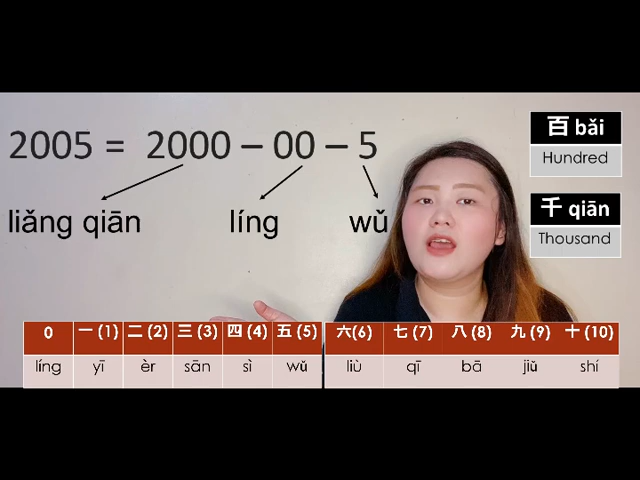 2005 = 2000 – 00 – 5
liǎng qiān líng wǔ
百 bǎi
Hundred
千 qiān
Thousand
0 一 (1) 二 (2) 三 (3) 四 (4) 五 (5) 六(6) 七 (7) 八 (8) 九 (9) 十 (10)
líng yī èr sān sì wǔ liù qī bā jiǔ shí